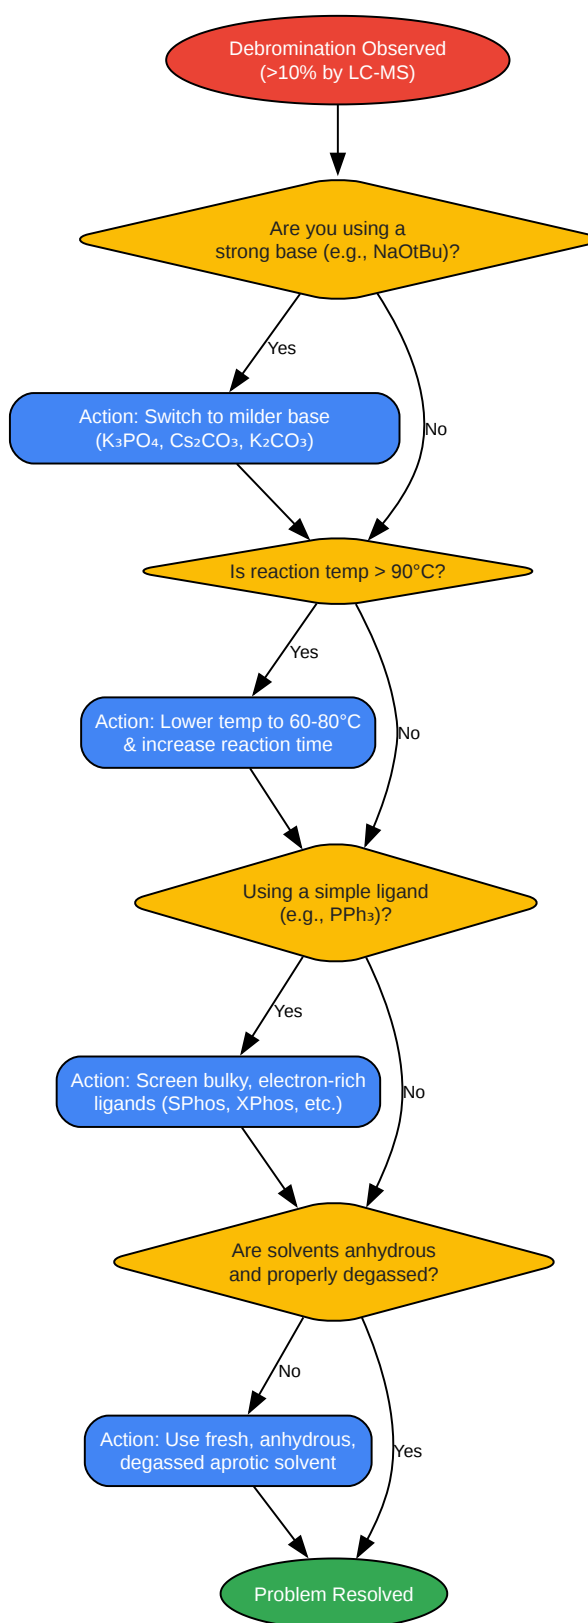 Debromination Observed
(>10% by LC-MS)
Are you using a
strong base (e.g., NaOtBu)?
Yes
Action: Switch to milder base
(K₃PO₄, Cs₂CO₃, K₂CO₃)
No
Is reaction temp > 90°C?
Yes
Action: Lower temp to 60-80°C
& increase reaction time
No
Using a simple ligand
(e.g., PPh₃)?
Yes
Action: Screen bulky, electron-rich
ligands (SPhos, XPhos, etc.)
No
Are solvents anhydrous
and properly degassed?
No
Action: Use fresh, anhydrous,
degassed aprotic solvent
Yes
Problem Resolved